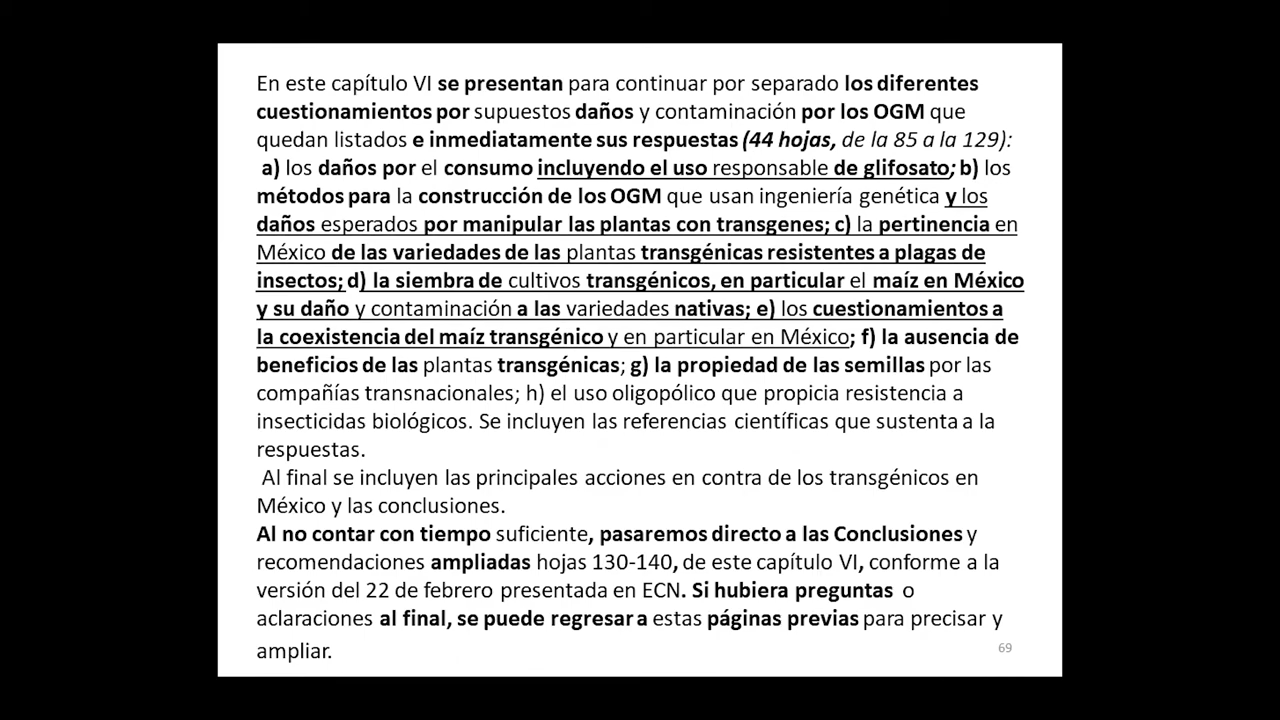 En este capítulo VI se presentan para continuar por separado los diferentes
cuestionamientos por supuestos daños y contaminación por los OGM que
quedan listados e inmediatamente sus respuestas (44 hojas, de la 85 a la 129):
a) los daños por el consumo incluyendo el uso responsable de glifosato; b) los
métodos para la construcción de los OGM que usan ingeniería genética y los
daños esperados por manipular las plantas con transgenes; c) la pertinencia en
México de las variedades de las plantas transgénicas resistentes a plagas de
insectos; d) la siembra de cultivos transgénicos, en particular el maíz en México
y su daño y contaminación a las variedades nativas; e) los cuestionamientos a
la coexistencia del maíz transgénico y en particular en México; f) la ausencia de
beneficios de las plantas transgénicas; g) la propiedad de las semillas por las
compañías transnacionales; h) el uso oligopólico que propicia resistencia a
insecticidas biológicos. Se incluyen las referencias científicas que sustenta a la
respuestas.
Al final se incluyen las principales acciones en contra de los transgénicos en
México y las conclusiones.
Al no contar con tiempo suficiente, pasaremos directo a las Conclusiones y
recomendaciones ampliadas hojas 130-140, de este capítulo VI, conforme a la
versión del 22 de febrero presentada en ECN. Si hubiera preguntas o
aclaraciones al final, se puede regresar a estas páginas previas para precisar y
ampliar.
69